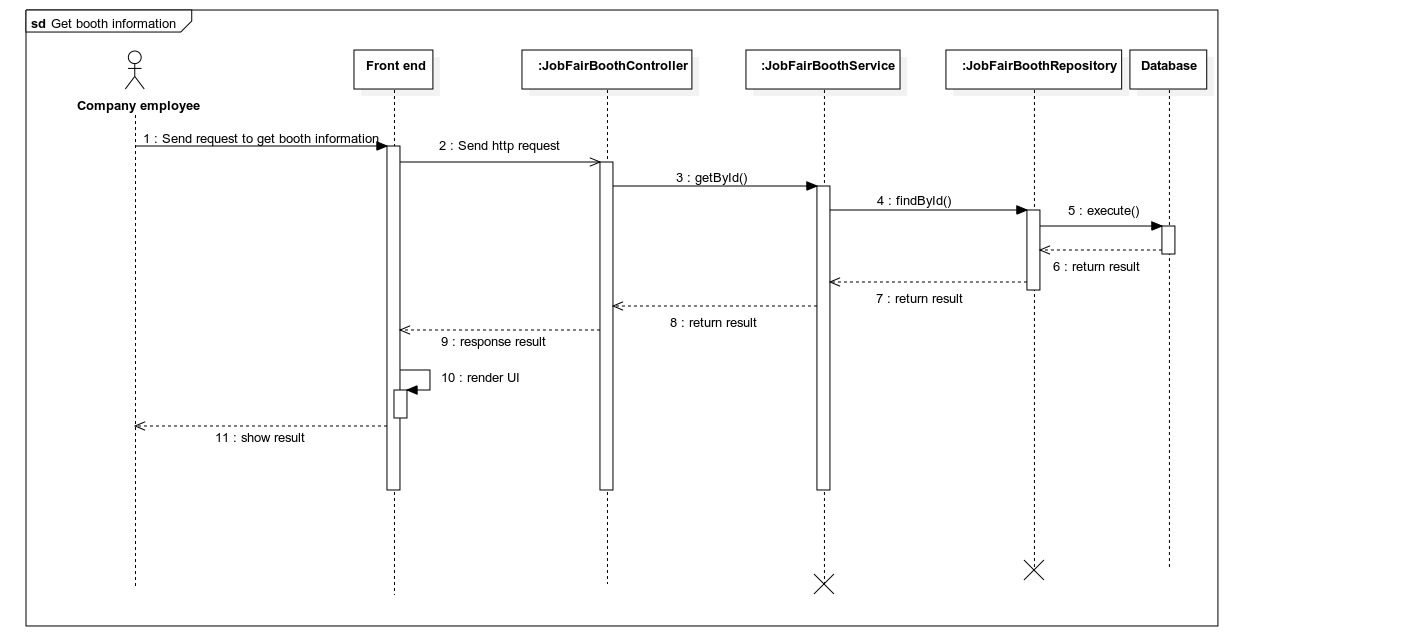 sd Get booth information
Company employee
Front end
:JobFairBoothController
:JobFairBoothService
:JobFairBoothRepository
Database
1 : Send request to get booth information
2 : Send http request
3 : getById()
4 : findById()
5 : execute()
6 : return result
7 : return result
8 : return result
9 : response result
10 : render UI
11 : show result